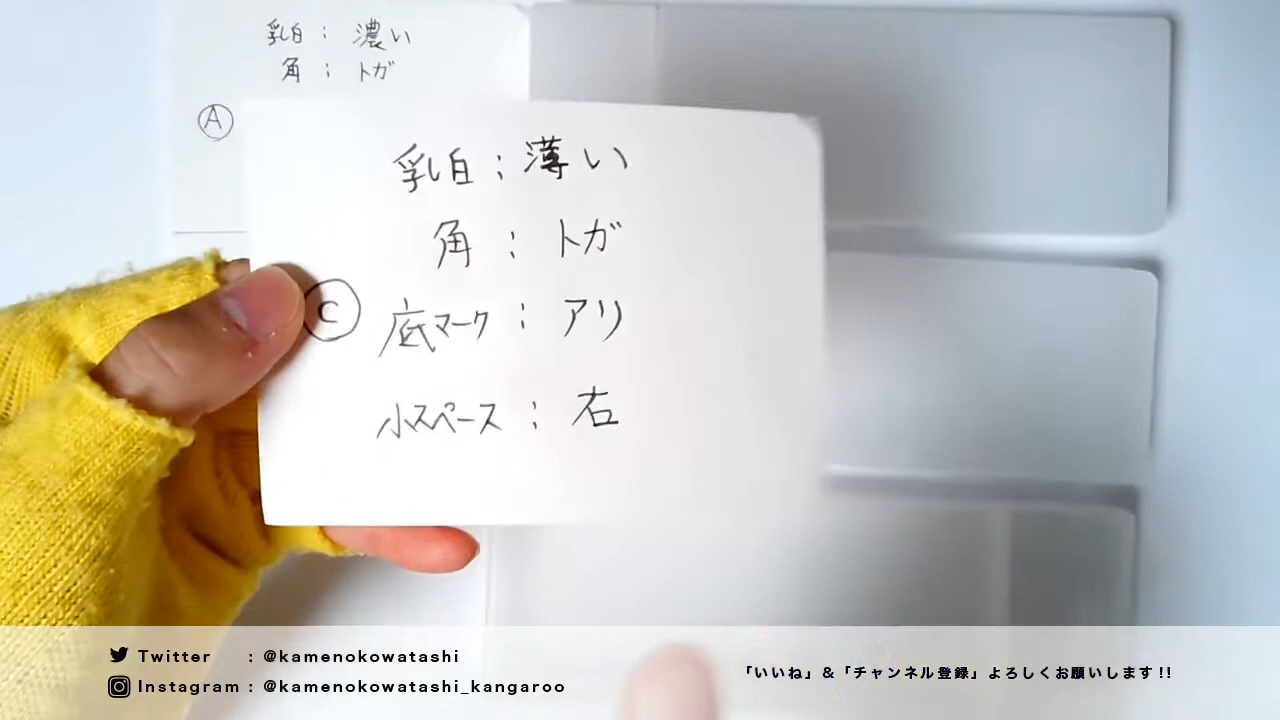 乳白 : 濃い
角 : トガ
A
乳白 : 薄い
角 : トガ
C 底マーク : アリ
小スペース : 右
Twitter : @kamenokowatashi
Instagram : @kamenokowatashi_kangaroo
「いいね」&「チャンネル登録」よろしくお願いします!!